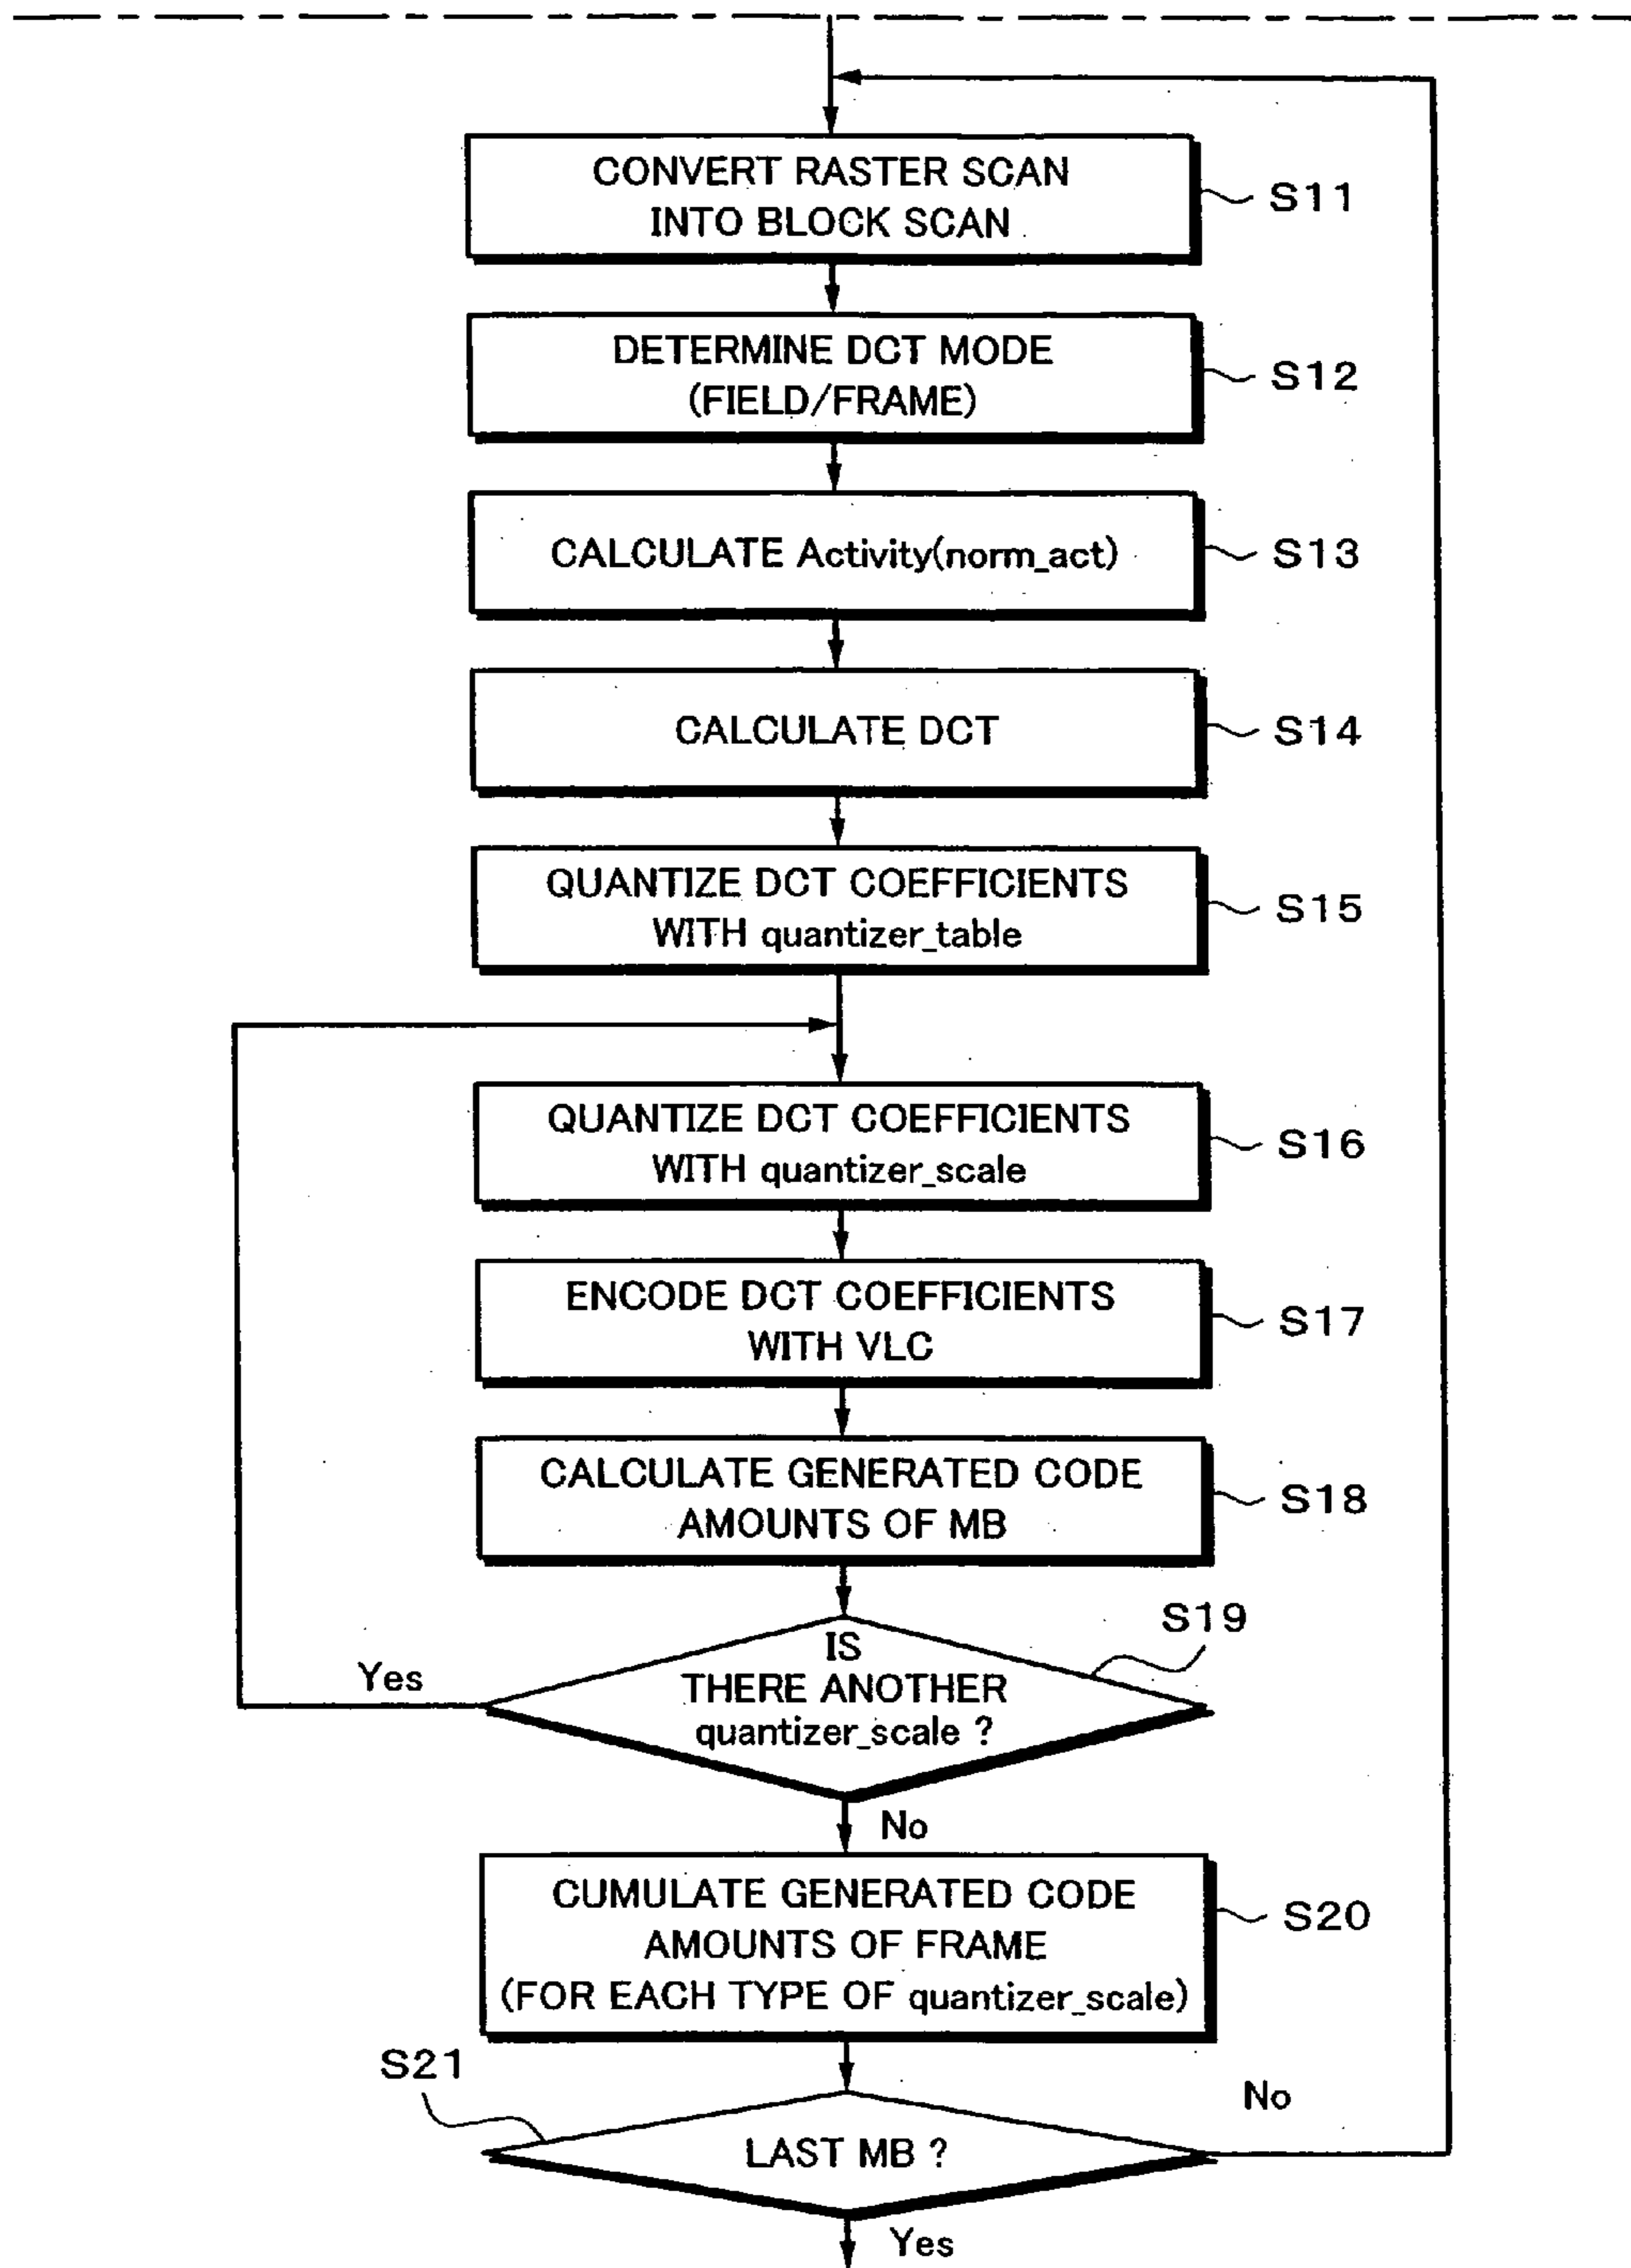 CONVERT RASTER SCAN
INTO BLOCK SCAN
S11
DETERMINE DCT MODE
(FIELD/FRAME)
S12
CALCULATE Activity(norm_act)
S13
CALCULATE DCT
S14
QUANTIZE DCT COEFFICIENTS
WITH quantizer_table
S15
QUANTIZE DCT COEFFICIENTS
WITH quantizer_scale
S16
ENCODE DCT COEFFICIENTS
WITH VLC
S17
CALCULATE GENERATED CODE
AMOUNTS OF MB
S18
S19
IS
THERE ANOTHER
quantizer_scale ?
Yes
No
CUMULATE GENERATED CODE
AMOUNTS OF FRAME
(FOR EACH TYPE OF quantizer_scale)
S20
S21
LAST MB ?
No
Yes